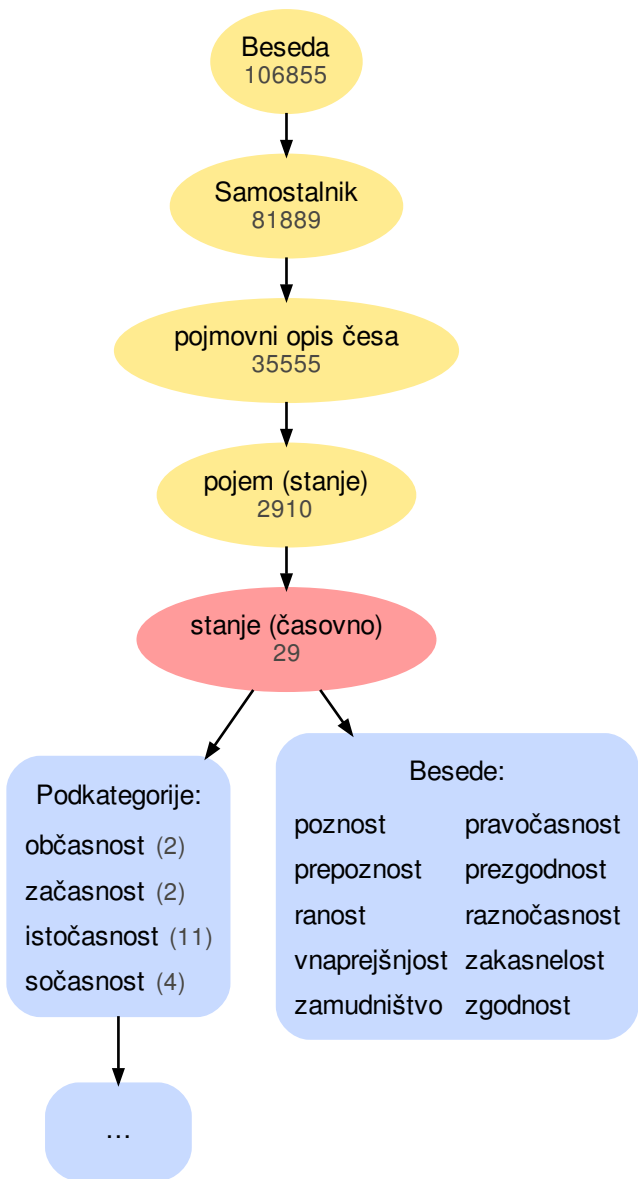 Beseda
106855
Samostalnik
81889
pojmovni opis česa
35555
pojem (stanje)
2910
stanje (časovno)
29
Podkategorije:
občasnost (2)
začasnost (2)
istočasnost (11)
sočasnost (4)
Besede:
poznost pravočasnost
prepoznost prezgodnost
ranost raznočasnost
vnaprejšnjost zakasnelost
zamudništvo zgodnost
...